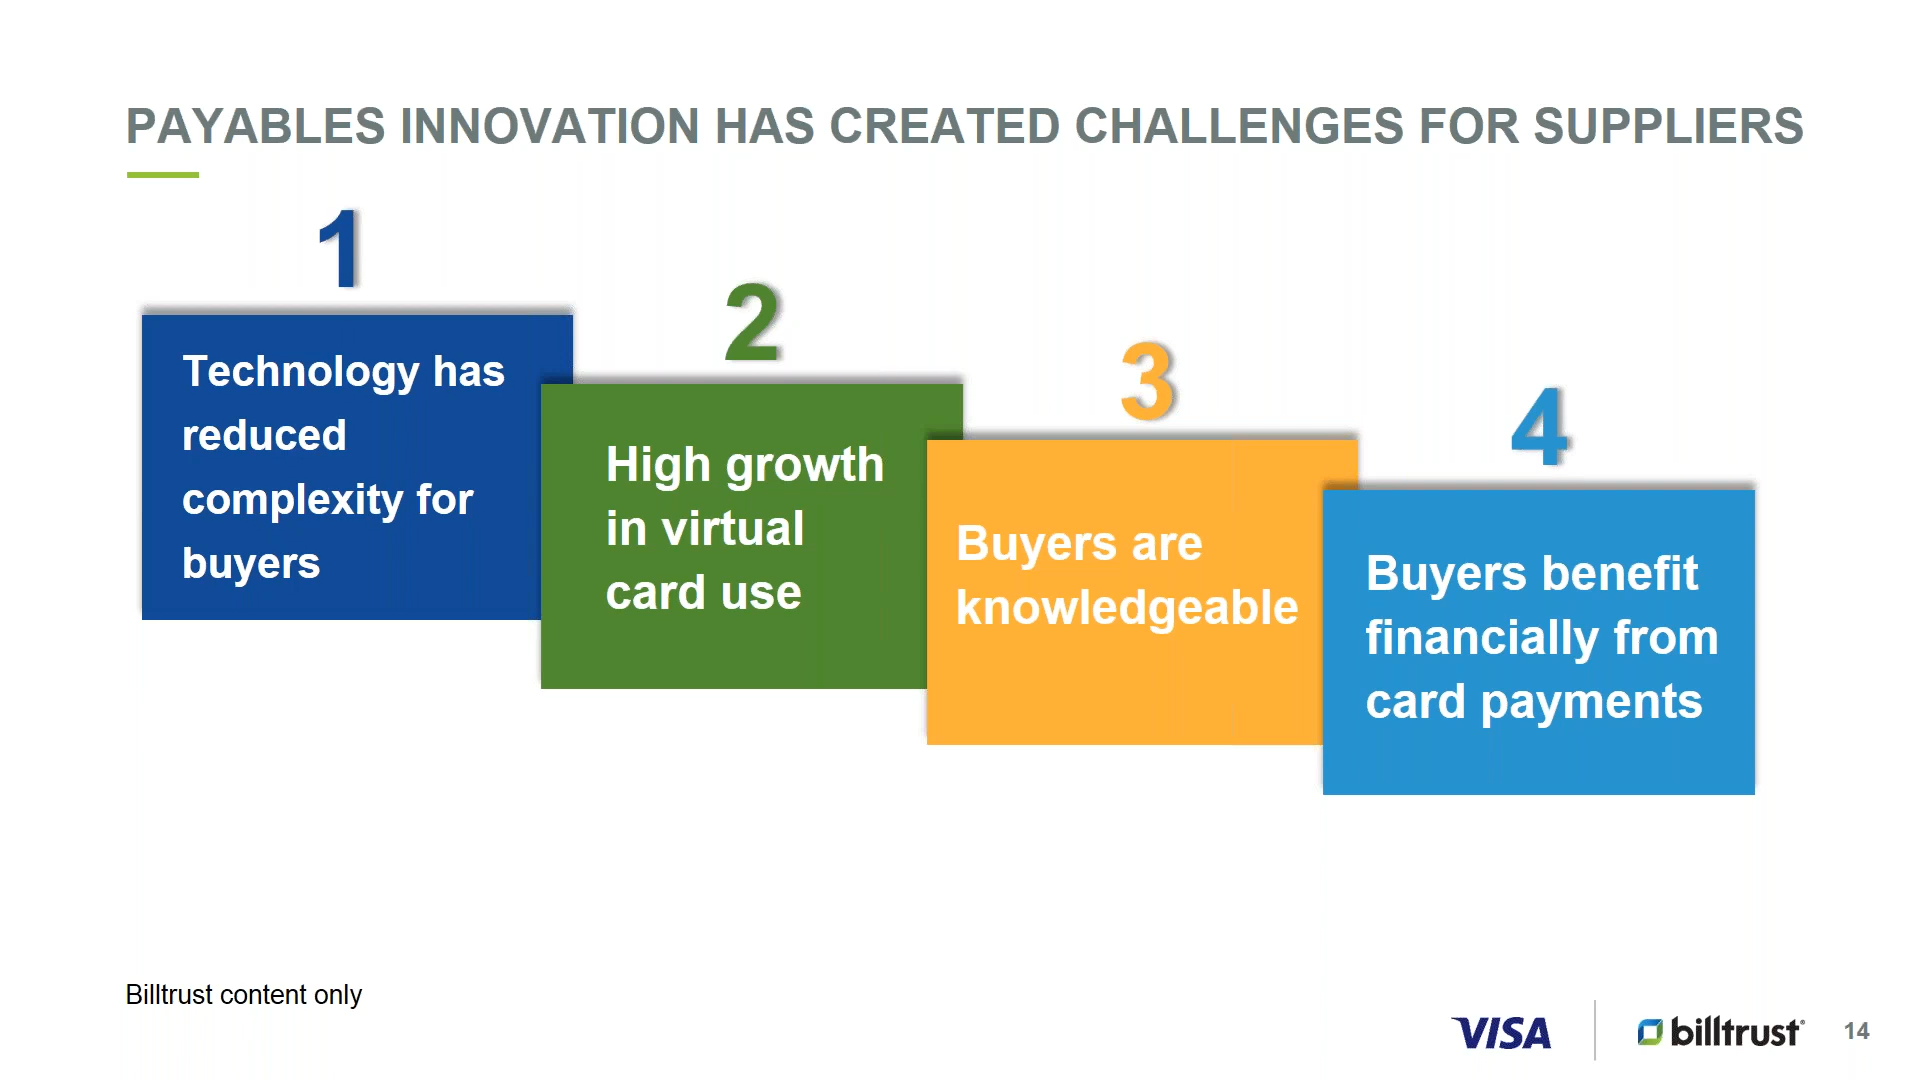 PAYABLES INNOVATION HAS CREATED CHALLENGES FOR SUPPLIERS
1
Technology has
reduced
complexity for
buyers
2
High growth
in virtual
card use
3
Buyers are
knowledgeable
4
Buyers benefit
financially from
card payments
Billtrust content only
VISA
billtrust®
14